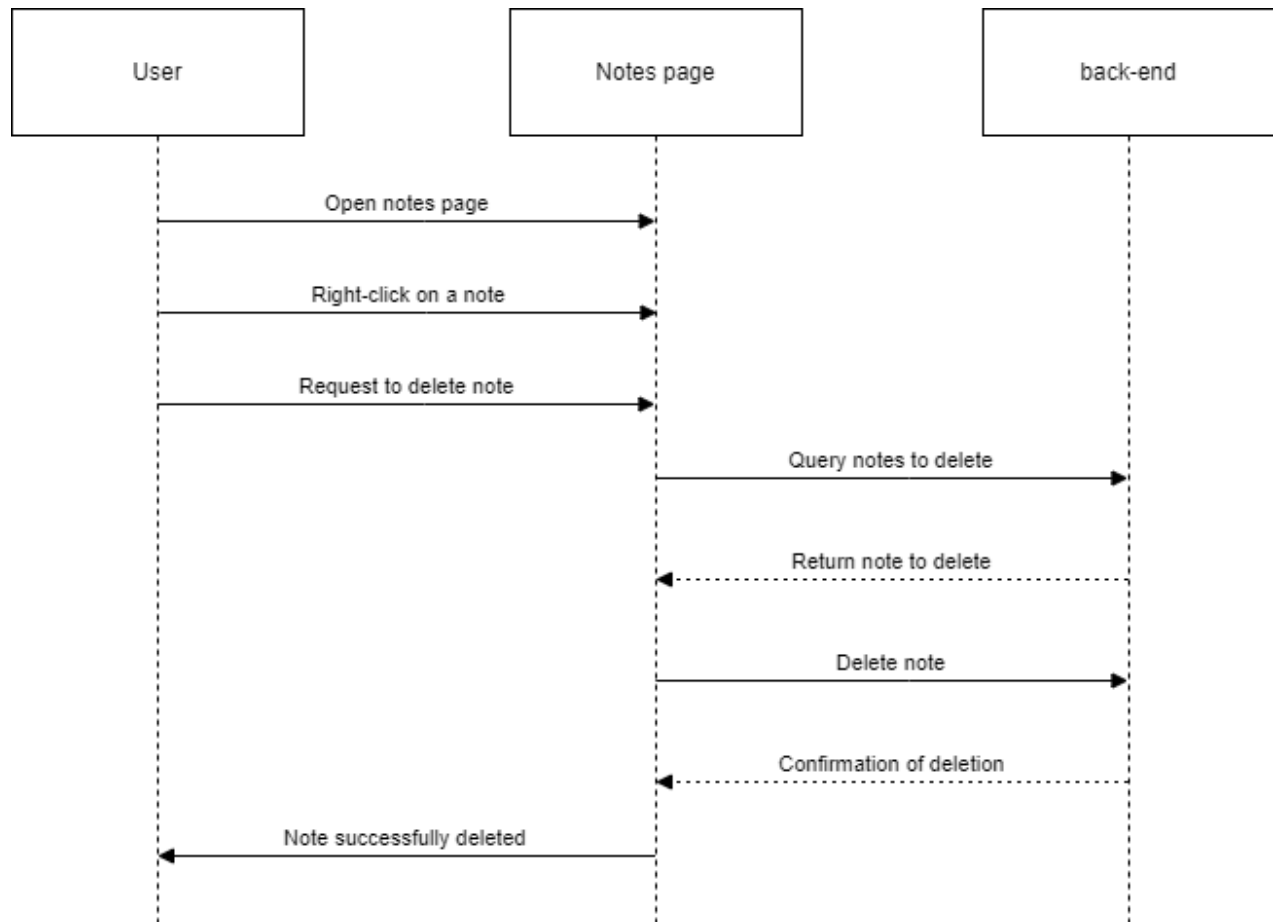 User
Notes page
back-end
Open notes page
Right-click on a note
Request to delete note
Query notes to delete
Return note to delete
Delete note
Confirmation of deletion
Note successfully deleted